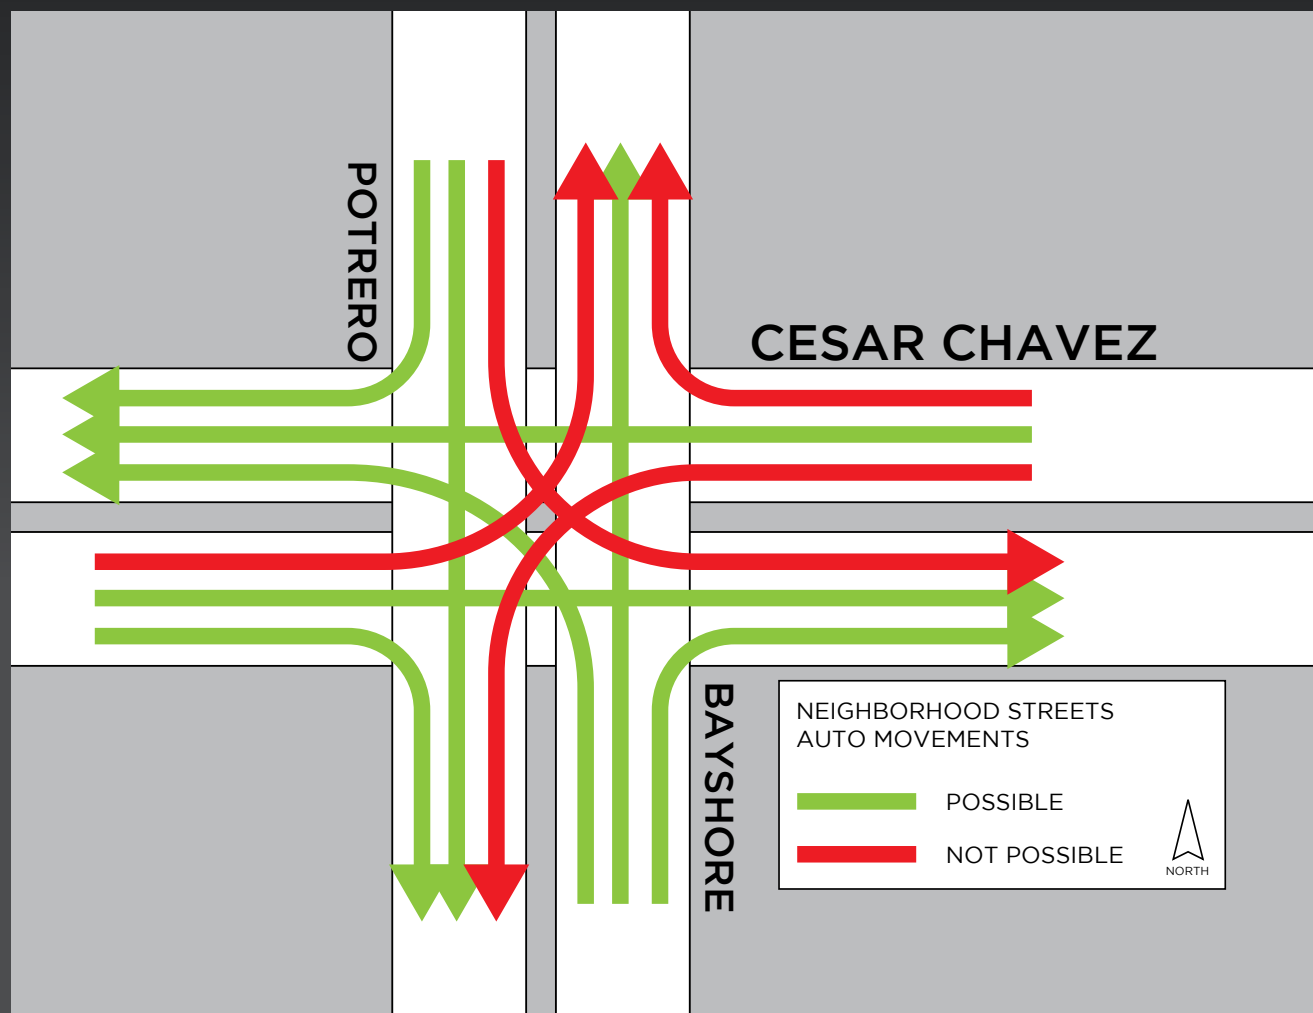 POTRERO
CESAR CHAVEZ
BAYSHORE
NEIGHBORHOOD STREETS
AUTO MOVEMENTS
POSSIBLE
NOT POSSIBLE
NORTH